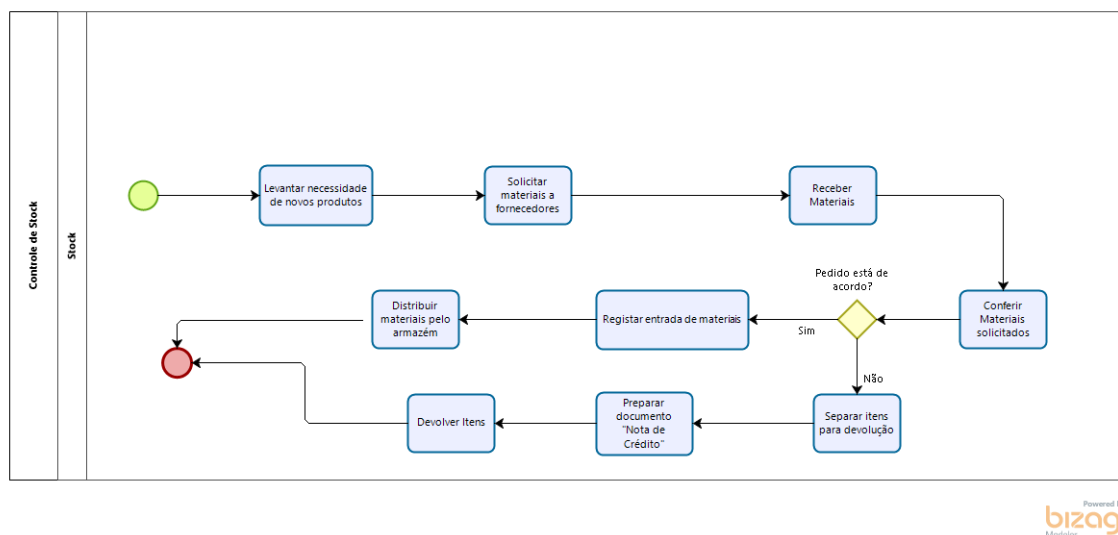 Controle de Stock
Stock
Levantar necessidade
de novos produtos
Solicitar
materiais a
fornecedores
Receber
Materiais
Conferir
Materiais
solicitados
Pedido está de
acordo?
Sim
Não
Registar entrada de materiais
Distribuir
materiais pelo
armazém
Separar itens
para devolução
Preparar
documento
"Nota de
Crédito"
Devolver Itens
Powered
bizag
Modeler